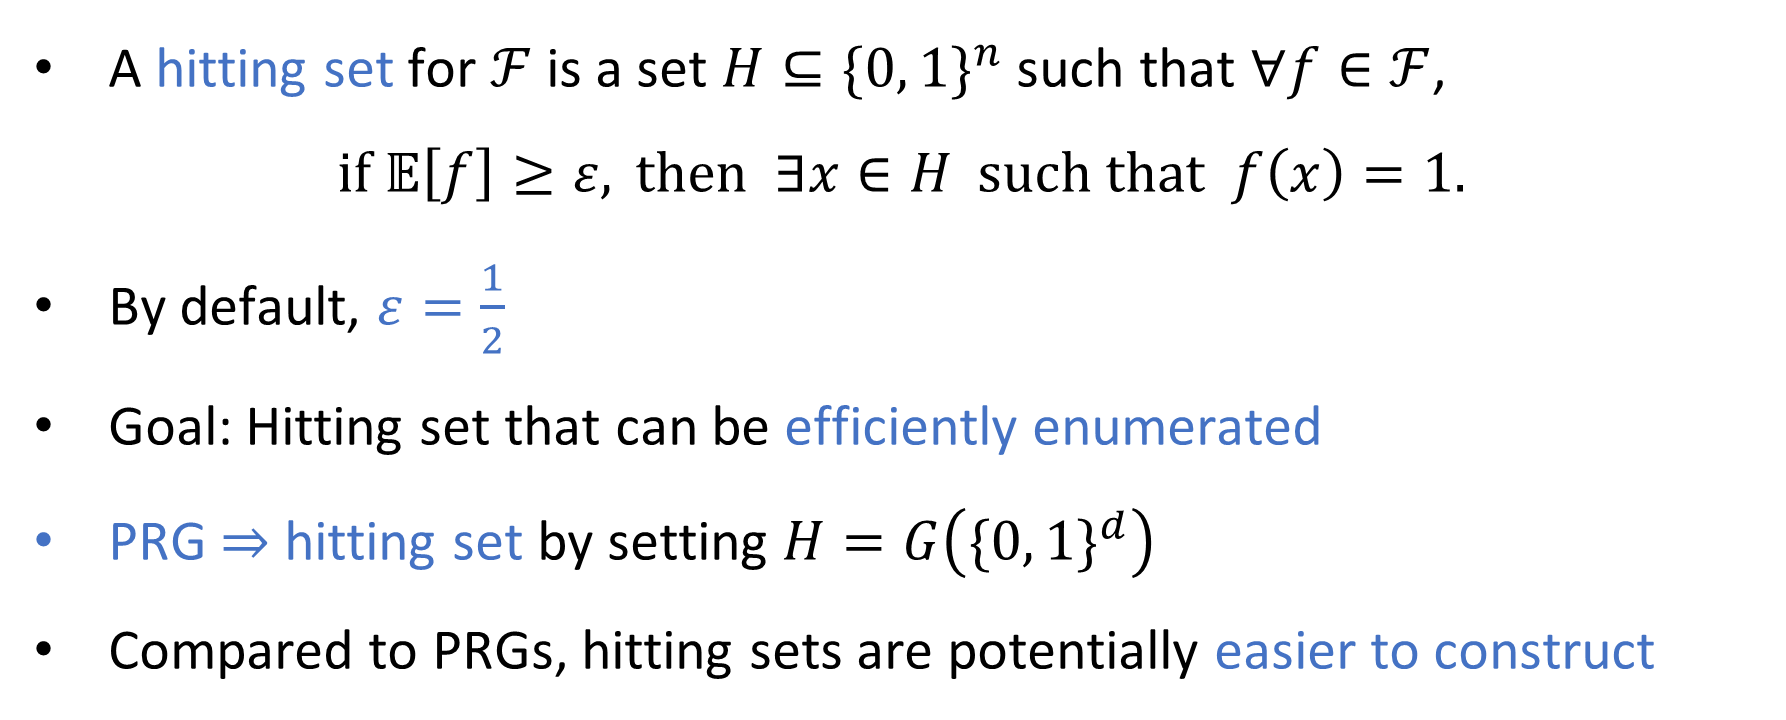 • A hitting set for ℱ is a set 𝐻 ⊆ {0, 1}ⁿ such that ∀𝑓 ∈ ℱ,
if 𝔼[𝑓] ≥ 𝜀, then ∃𝑥 ∈ 𝐻 such that 𝑓(𝑥) = 1.
• By default, 𝜀 = 1/2
• Goal: Hitting set that can be efficiently enumerated
• PRG ⇒ hitting set by setting 𝐻 = 𝐺({0, 1}ᵈ)
• Compared to PRGs, hitting sets are potentially easier to construct